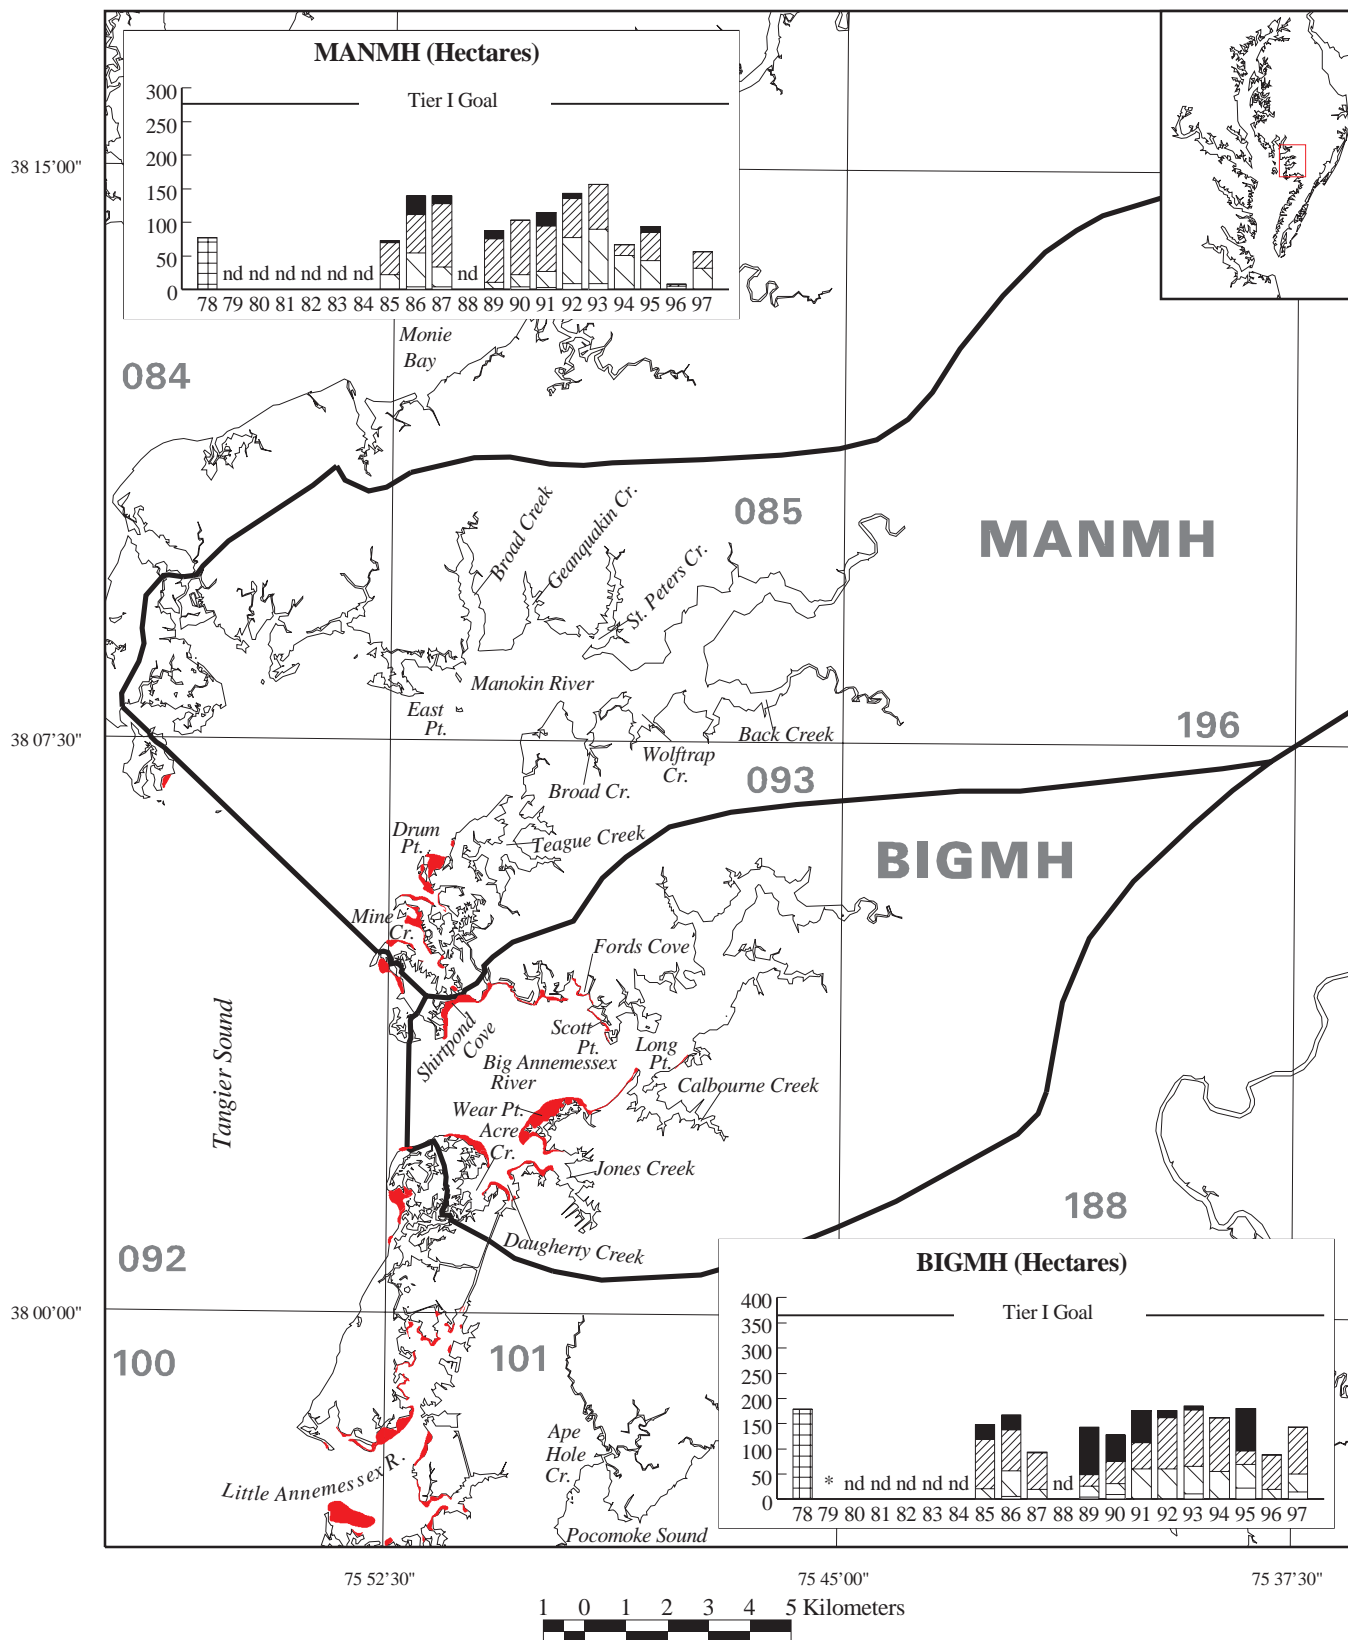 MANMH (Hectares)
Tier I Goal
300
250
200
150
100
50
0
nd nd nd nd nd nd nd
78 79 80 81 82 83 84 85 86 87 88 89 90 91 92 93 94 95 96 97
38 15'00"
Monie
Bay
084
085
MANMH
Broad Creek
Geanquakin Cr.
St. Peters Cr.
Manokin River
East
Pt.
Back Creek
Wolftrap
Cr.
196
38 07'30"
093
Broad Cr.
Drum
Pt.
Teague Creek
BIGMH
Mine
Cr.
Fords Cove
Tangier Sound
Shirtpond
Cove
Scott
Pt.
Long
Pt.
Big Annemessex
River
Calbourne Creek
Wear Pt.
Acre
Cr.
Jones Creek
188
Daugherty Creek
092
38 00'00"
100
101
BIGMH (Hectares)
Tier I Goal
400
350
300
250
200
150
100
50
0
* nd nd nd nd nd nd
78 79 80 81 82 83 84 85 86 87 88 89 90 91 92 93 94 95 96 97
Ape
Hole
Cr.
Little Annemessex R.
Pocomoke Sound
75 52'30"
75 45'00"
75 37'30"
1 0 1 2 3 4 5 Kilometers